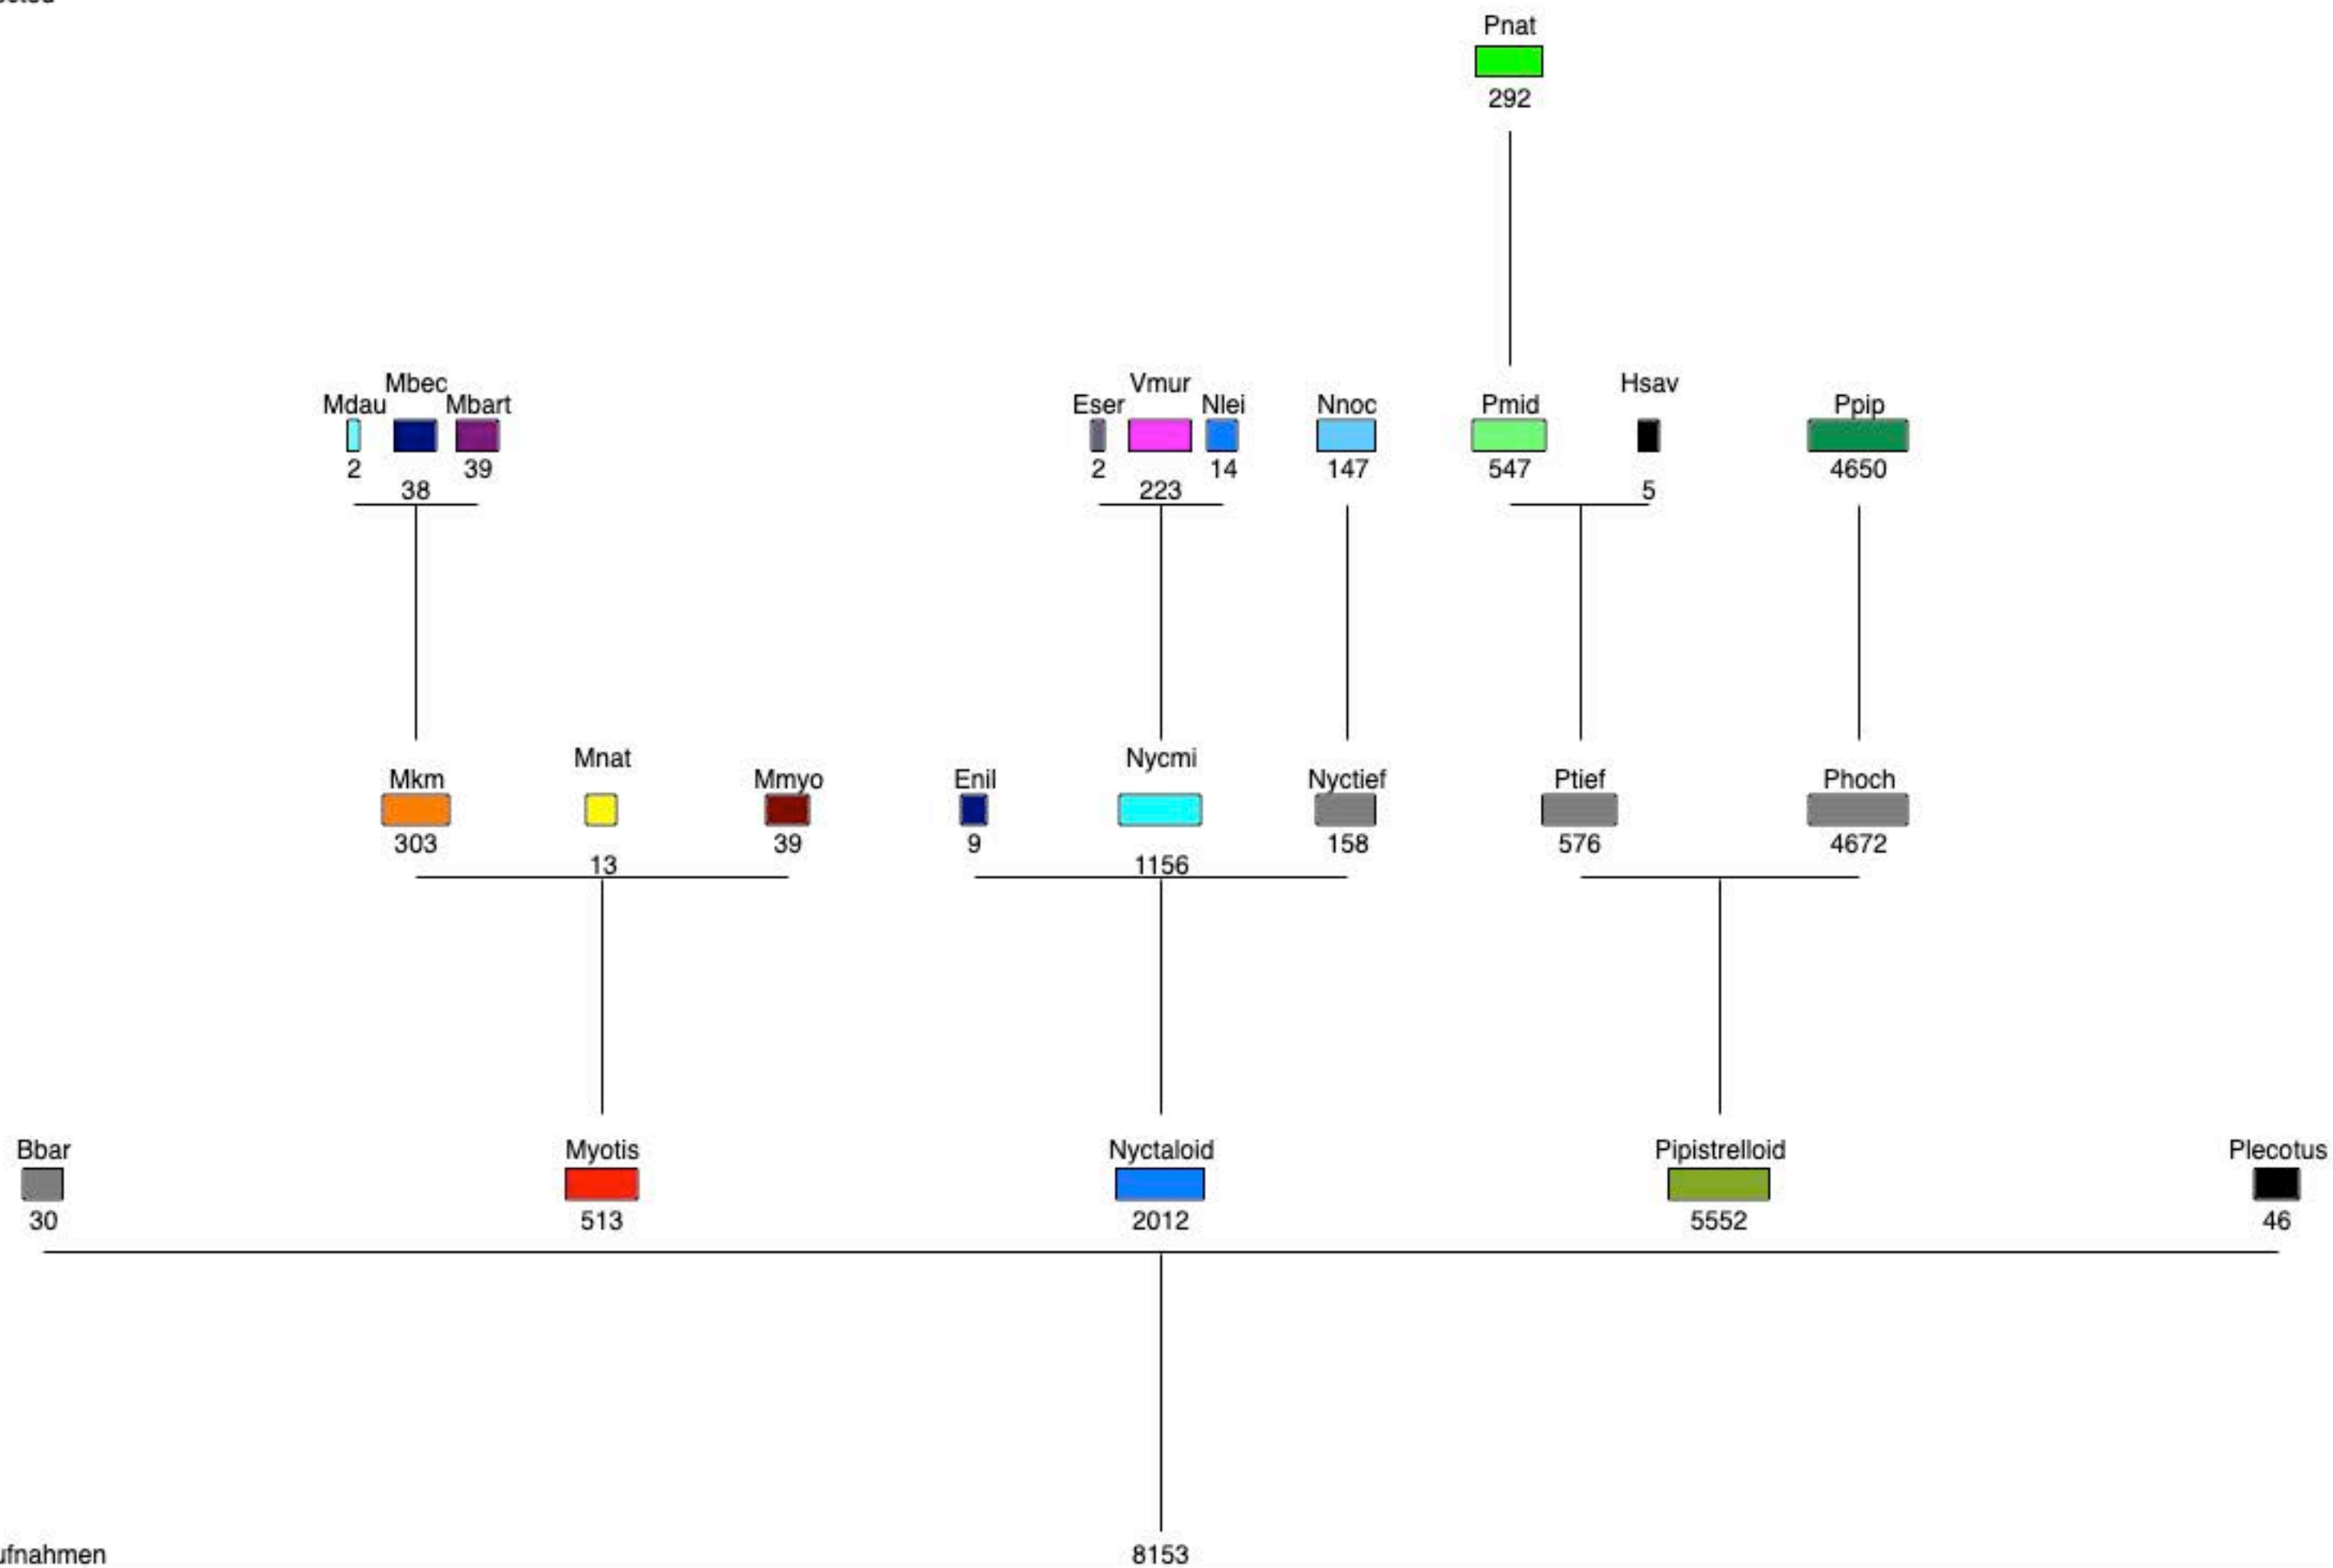 Pnat
292
Mbec Vmur Hsav
Mdau Mbart Eser Nlei Nnoc Pmid Ppip
2 39 2 14 147 547 4650
38 223 5
Mnat Nycmi
Mkm Mmyo Enil Nyctief Ptief Phoch
303 39 9 158 576 4672
13 1156
Bbar Myotis Nyctaloid Pipistrelloid Plecotus
30 513 2012 5552 46
ufnahmen 8153